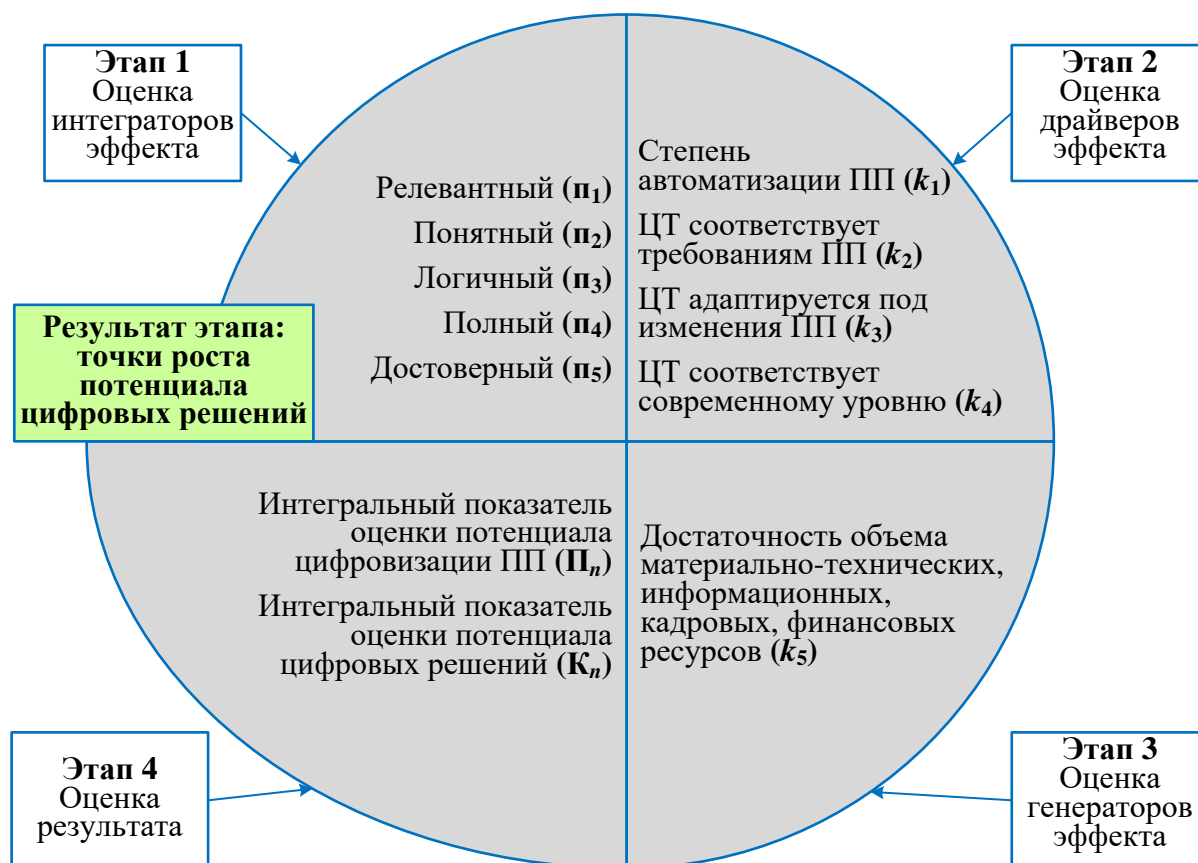 Этап 1
Оценка
интеграторов
эффекта
Этап 2
Оценка
драйверов
эффекта
Релевантный (п₁)
Понятный (п₂)
Логичный (п₃)
Полный (п₄)
Достоверный (п₅)
Степень
автоматизации ПП (k₁)
ЦТ соответствует
требованиям ПП (k₂)
ЦТ адаптируется под
изменения ПП (k₃)
ЦТ соответствует
современному уровню (k₄)
Результат этапа:
точки роста
потенциала
цифровых решений
Интегральный показатель
оценки потенциала
цифровизации ПП (Пₙ)
Интегральный показатель
оценки потенциала
цифровых решений (Кₙ)
Достаточность объема
материально-технических,
информационных,
кадровых, финансовых
ресурсов (k₅)
Этап 4
Оценка
результата
Этап 3
Оценка
генераторов
эффекта